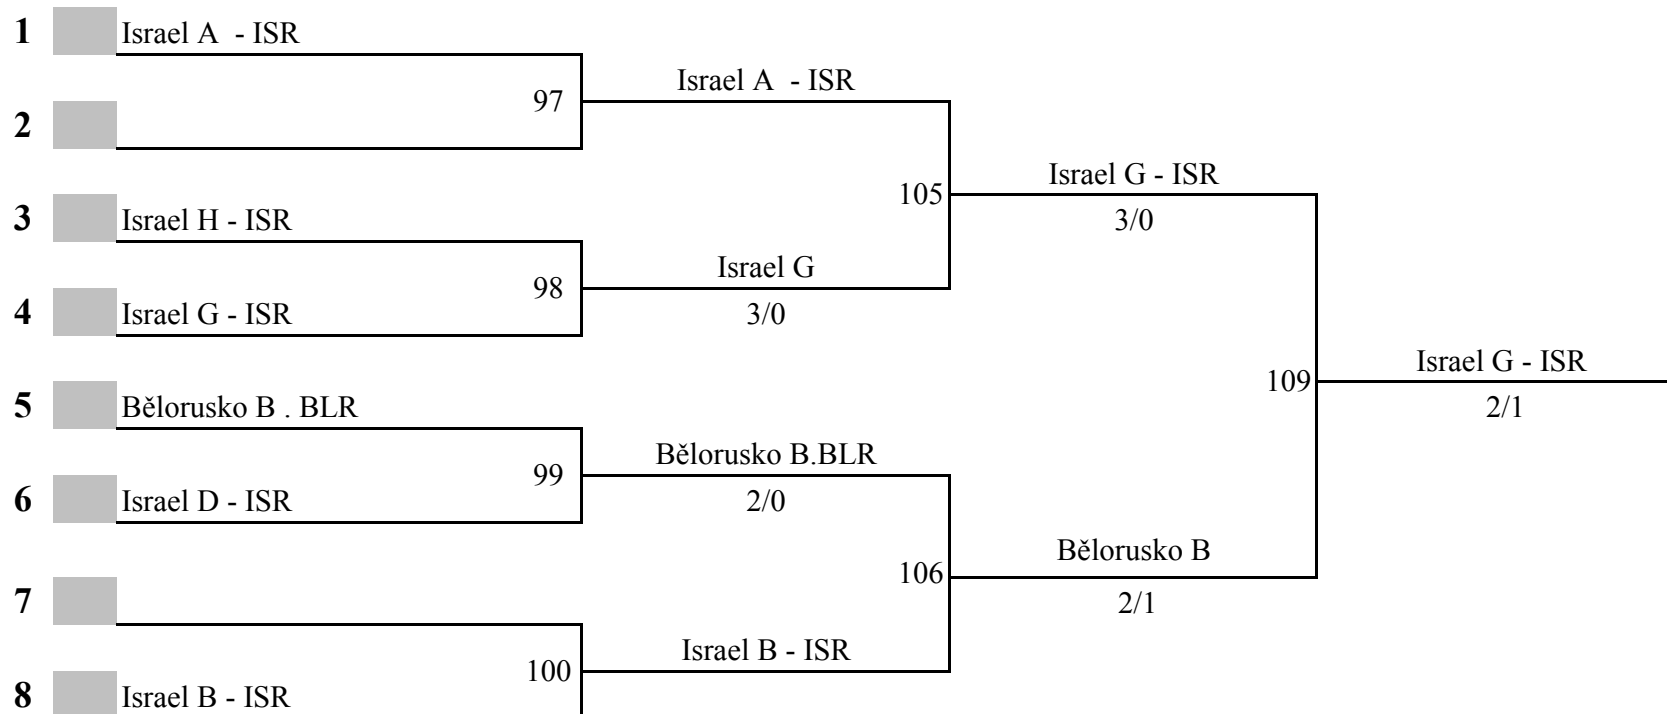 1 Israel A - ISR
97 Israel A - ISR
2
105 Israel G - ISR
3/0
3 Israel H - ISR
98 Israel G
3/0
4 Israel G - ISR
109 Israel G - ISR
2/1
5 Bělorusko B . BLR
99 Bělorusko B.BLR
2/0
6 Israel D - ISR
106 Bělorusko B
2/1
7
100 Israel B - ISR
8 Israel B - ISR